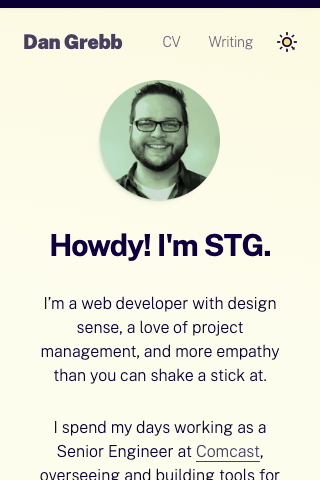 Dan Grebb
CV
Writing
Howdy! I'm STG.
I’m a web developer with design
sense, a love of project
management, and more empathy
than you can shake a stick at.
I spend my days working as a
Senior Engineer at Comcast,
overseeing and building tools for